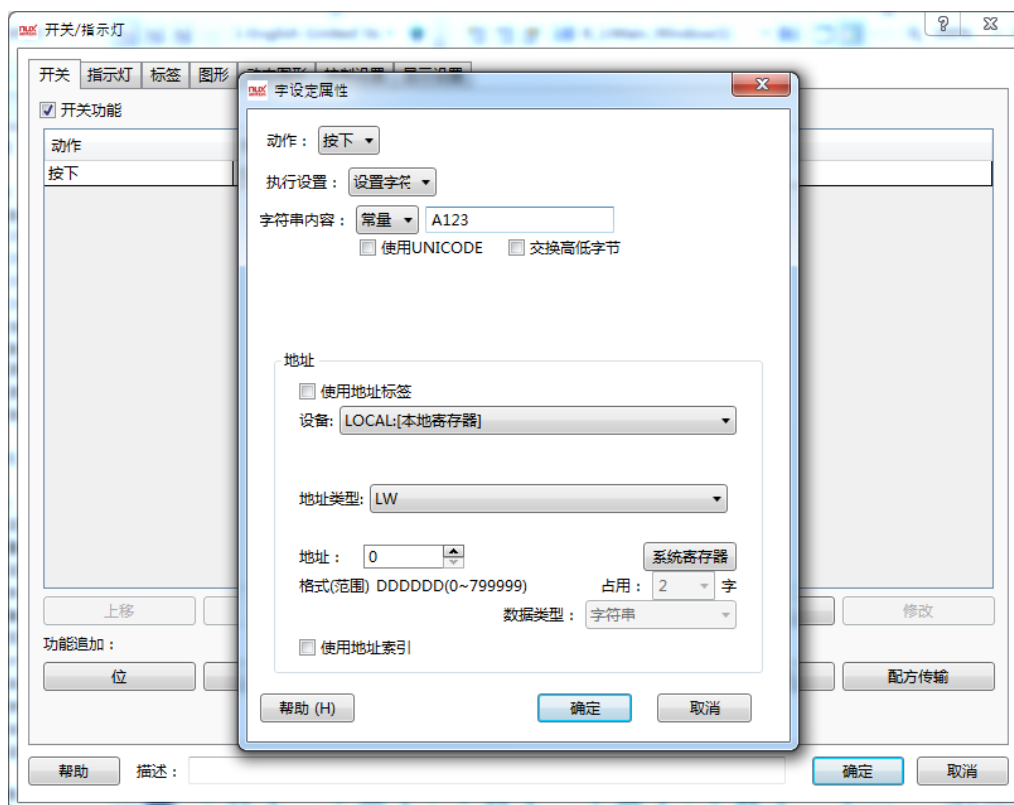 开关/指示灯
开关 指示灯 标签 图形
开关功能
动作
按下
字设定属性
动作： 按下
执行设置： 设置字符
字符串内容： 常量 A123
使用UNICODE 交换高低字节
地址
使用地址标签
设备: LOCAL:[本地寄存器]
地址类型: LW
地址： 0 系统寄存器
格式(范围) DDDDDD(0~799999) 占用： 2 字
数据类型： 字符串
使用地址索引
帮助 (H) 确定 取消
上移 修改
功能追加：
位 配方传输
帮助 描述： 确定 取消